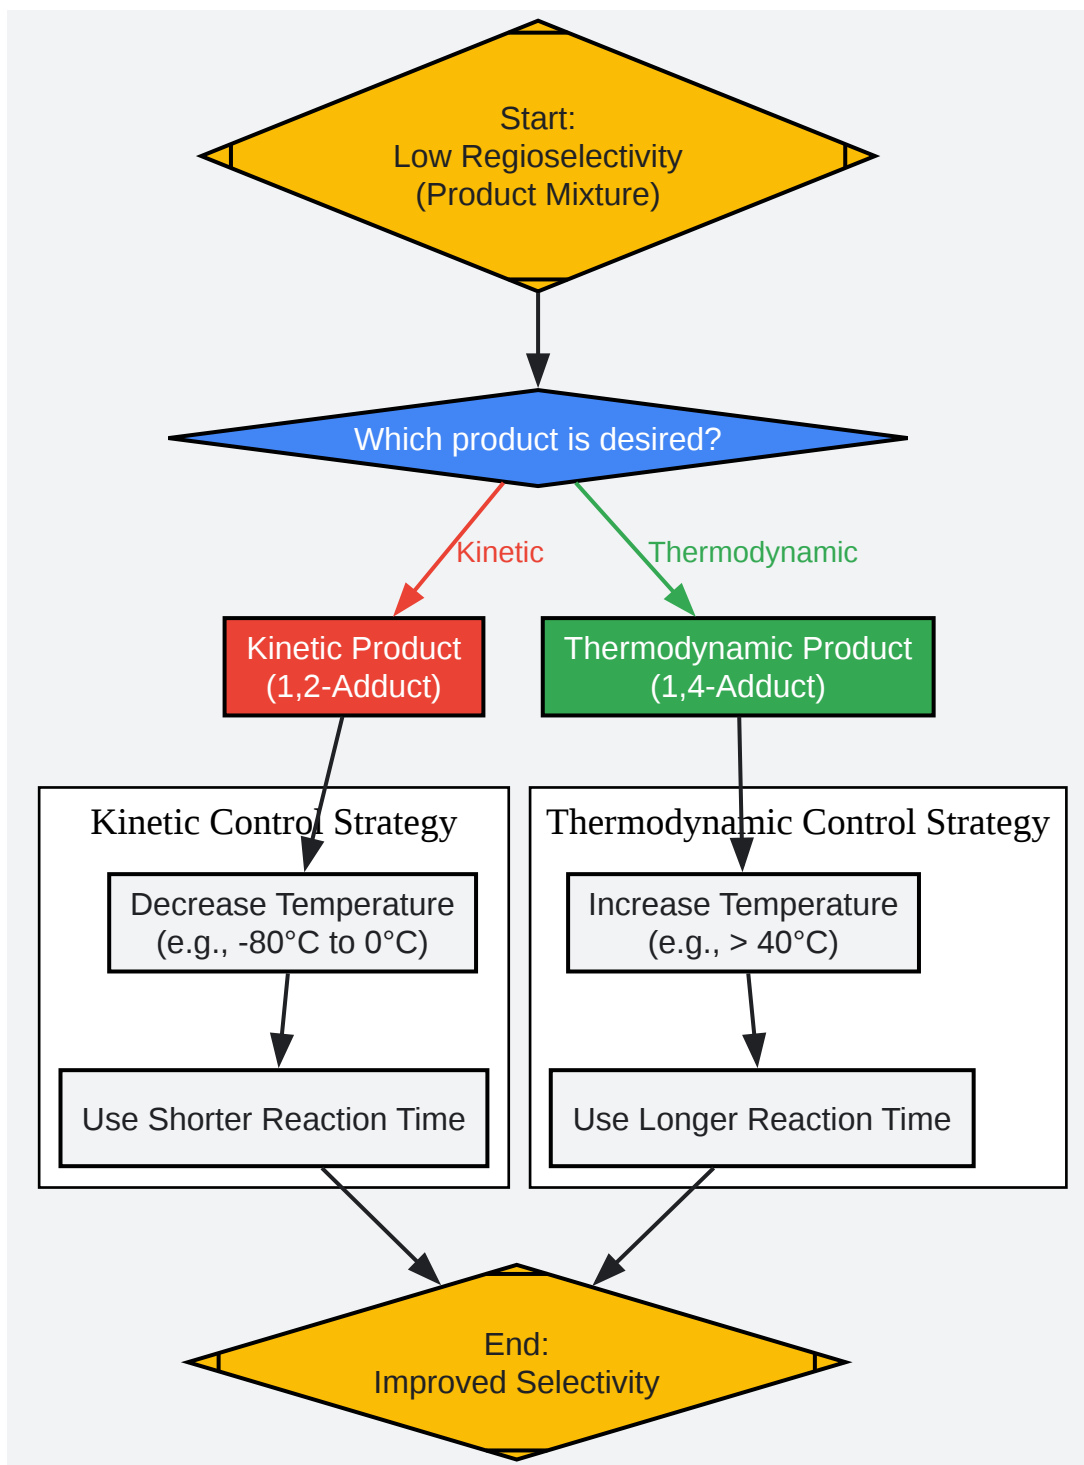 Start:
Low Regioselectivity
(Product Mixture)
Which product is desired?
Kinetic
Thermodynamic
Kinetic Product
(1,2-Adduct)
Thermodynamic Product
(1,4-Adduct)
Kinetic Control Strategy
Decrease Temperature
(e.g., -80°C to 0°C)
Use Shorter Reaction Time
Thermodynamic Control Strategy
Increase Temperature
(e.g., > 40°C)
Use Longer Reaction Time
End:
Improved Selectivity